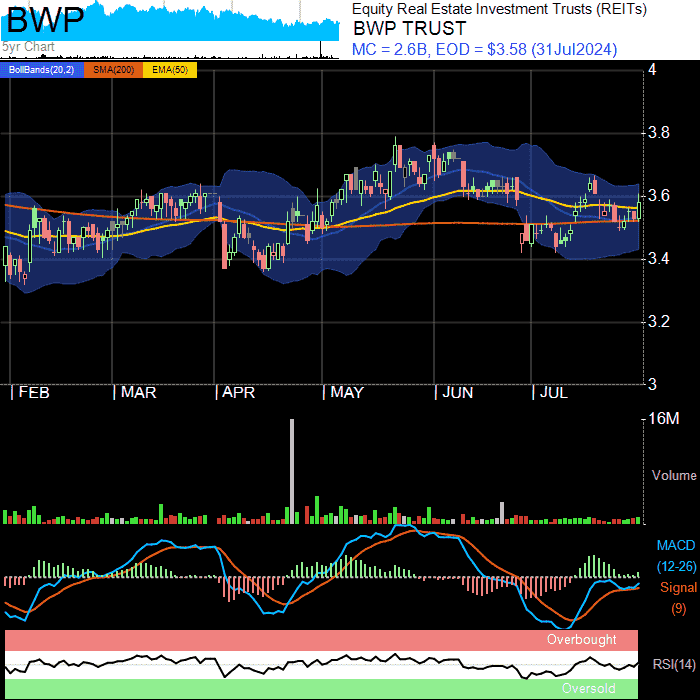 BWP
5yr Chart
Equity Real Estate Investment Trusts (REITs)
BWP TRUST
MC = 2.6B, EOD = $3.58 (31Jul2024)
BollBands(20,2) SMA(200) EMA(50)
4
3.8
3.6
3.4
3.2
3
FEB MAR APR MAY JUN JUL
16M
Volume
MACD
(12-26)
Signal
(9)
Overbought
RSI(14)
Oversold